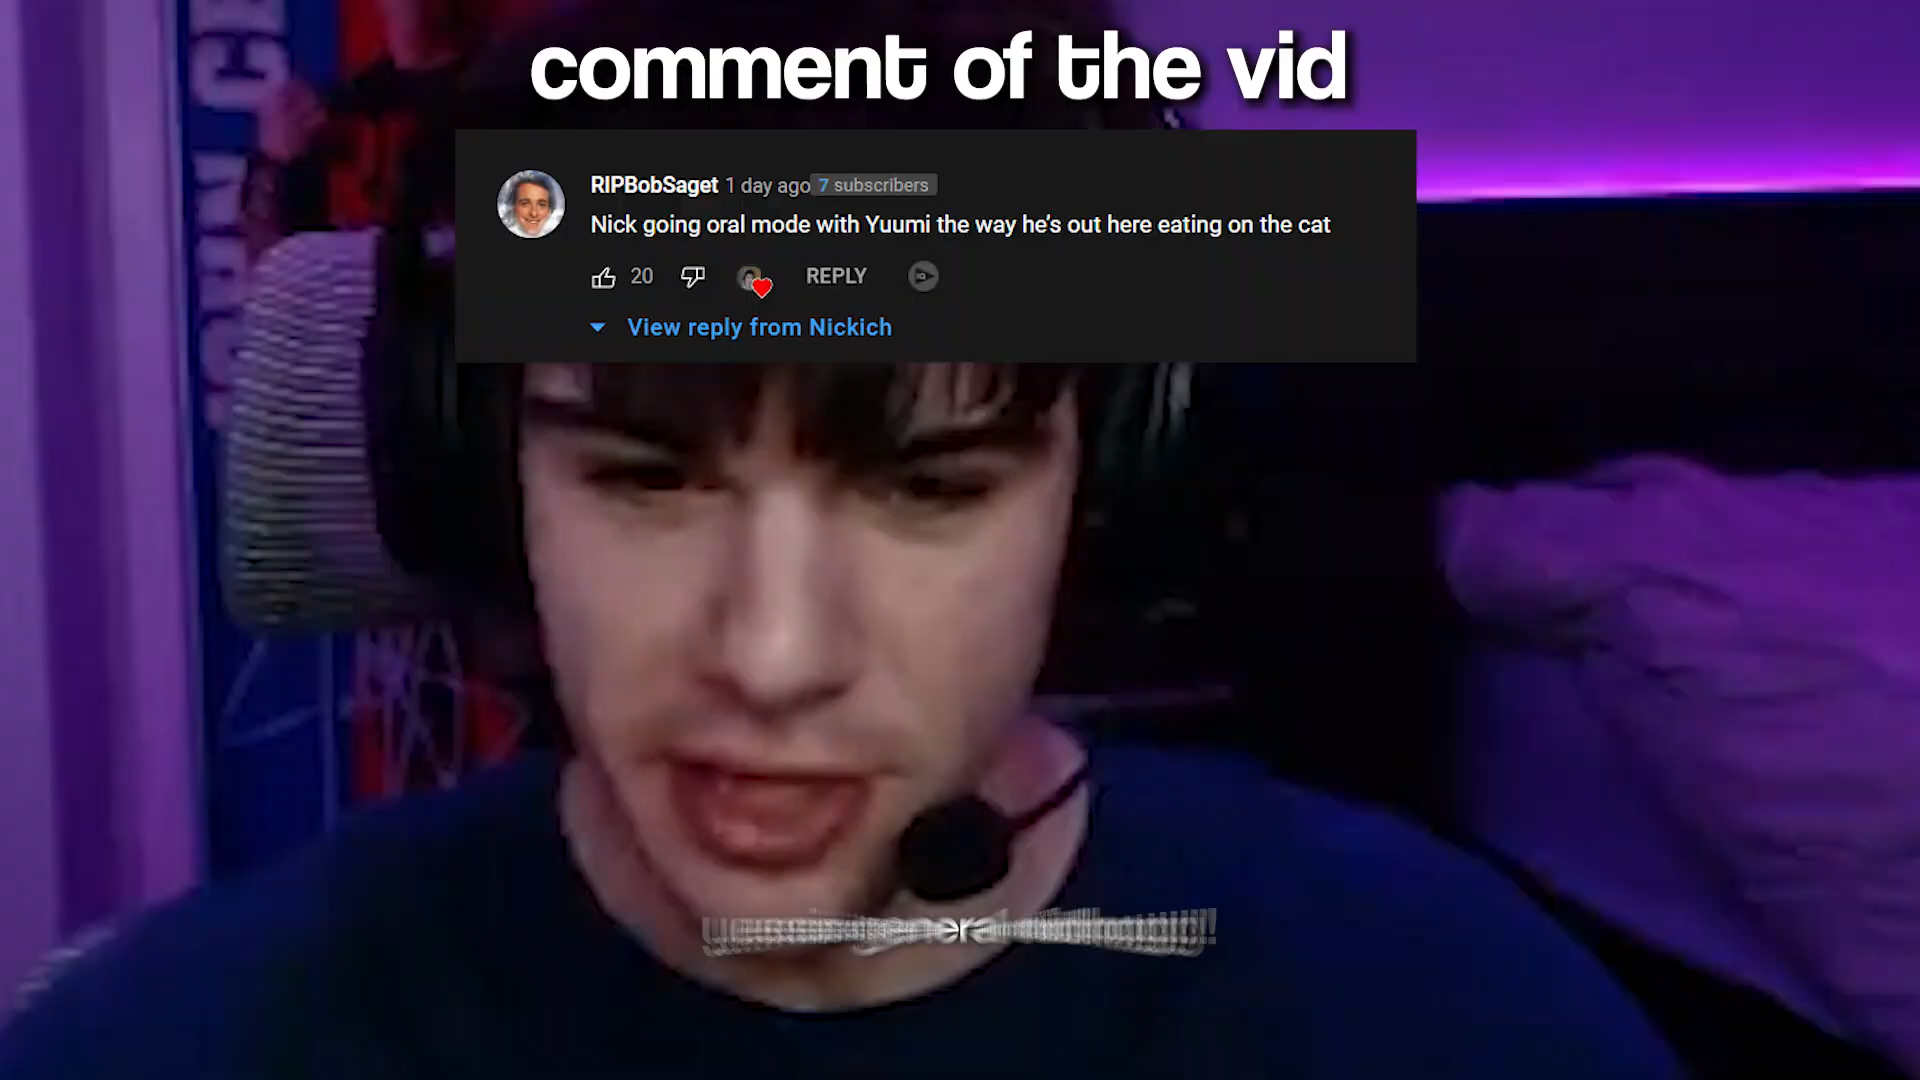 comment of the vid
RIPBobSaget 1 day ago 7 subscribers
Nick going oral mode with Yuumi the way he's out here eating on the cat
20 REPLY
View reply from Nickich
general